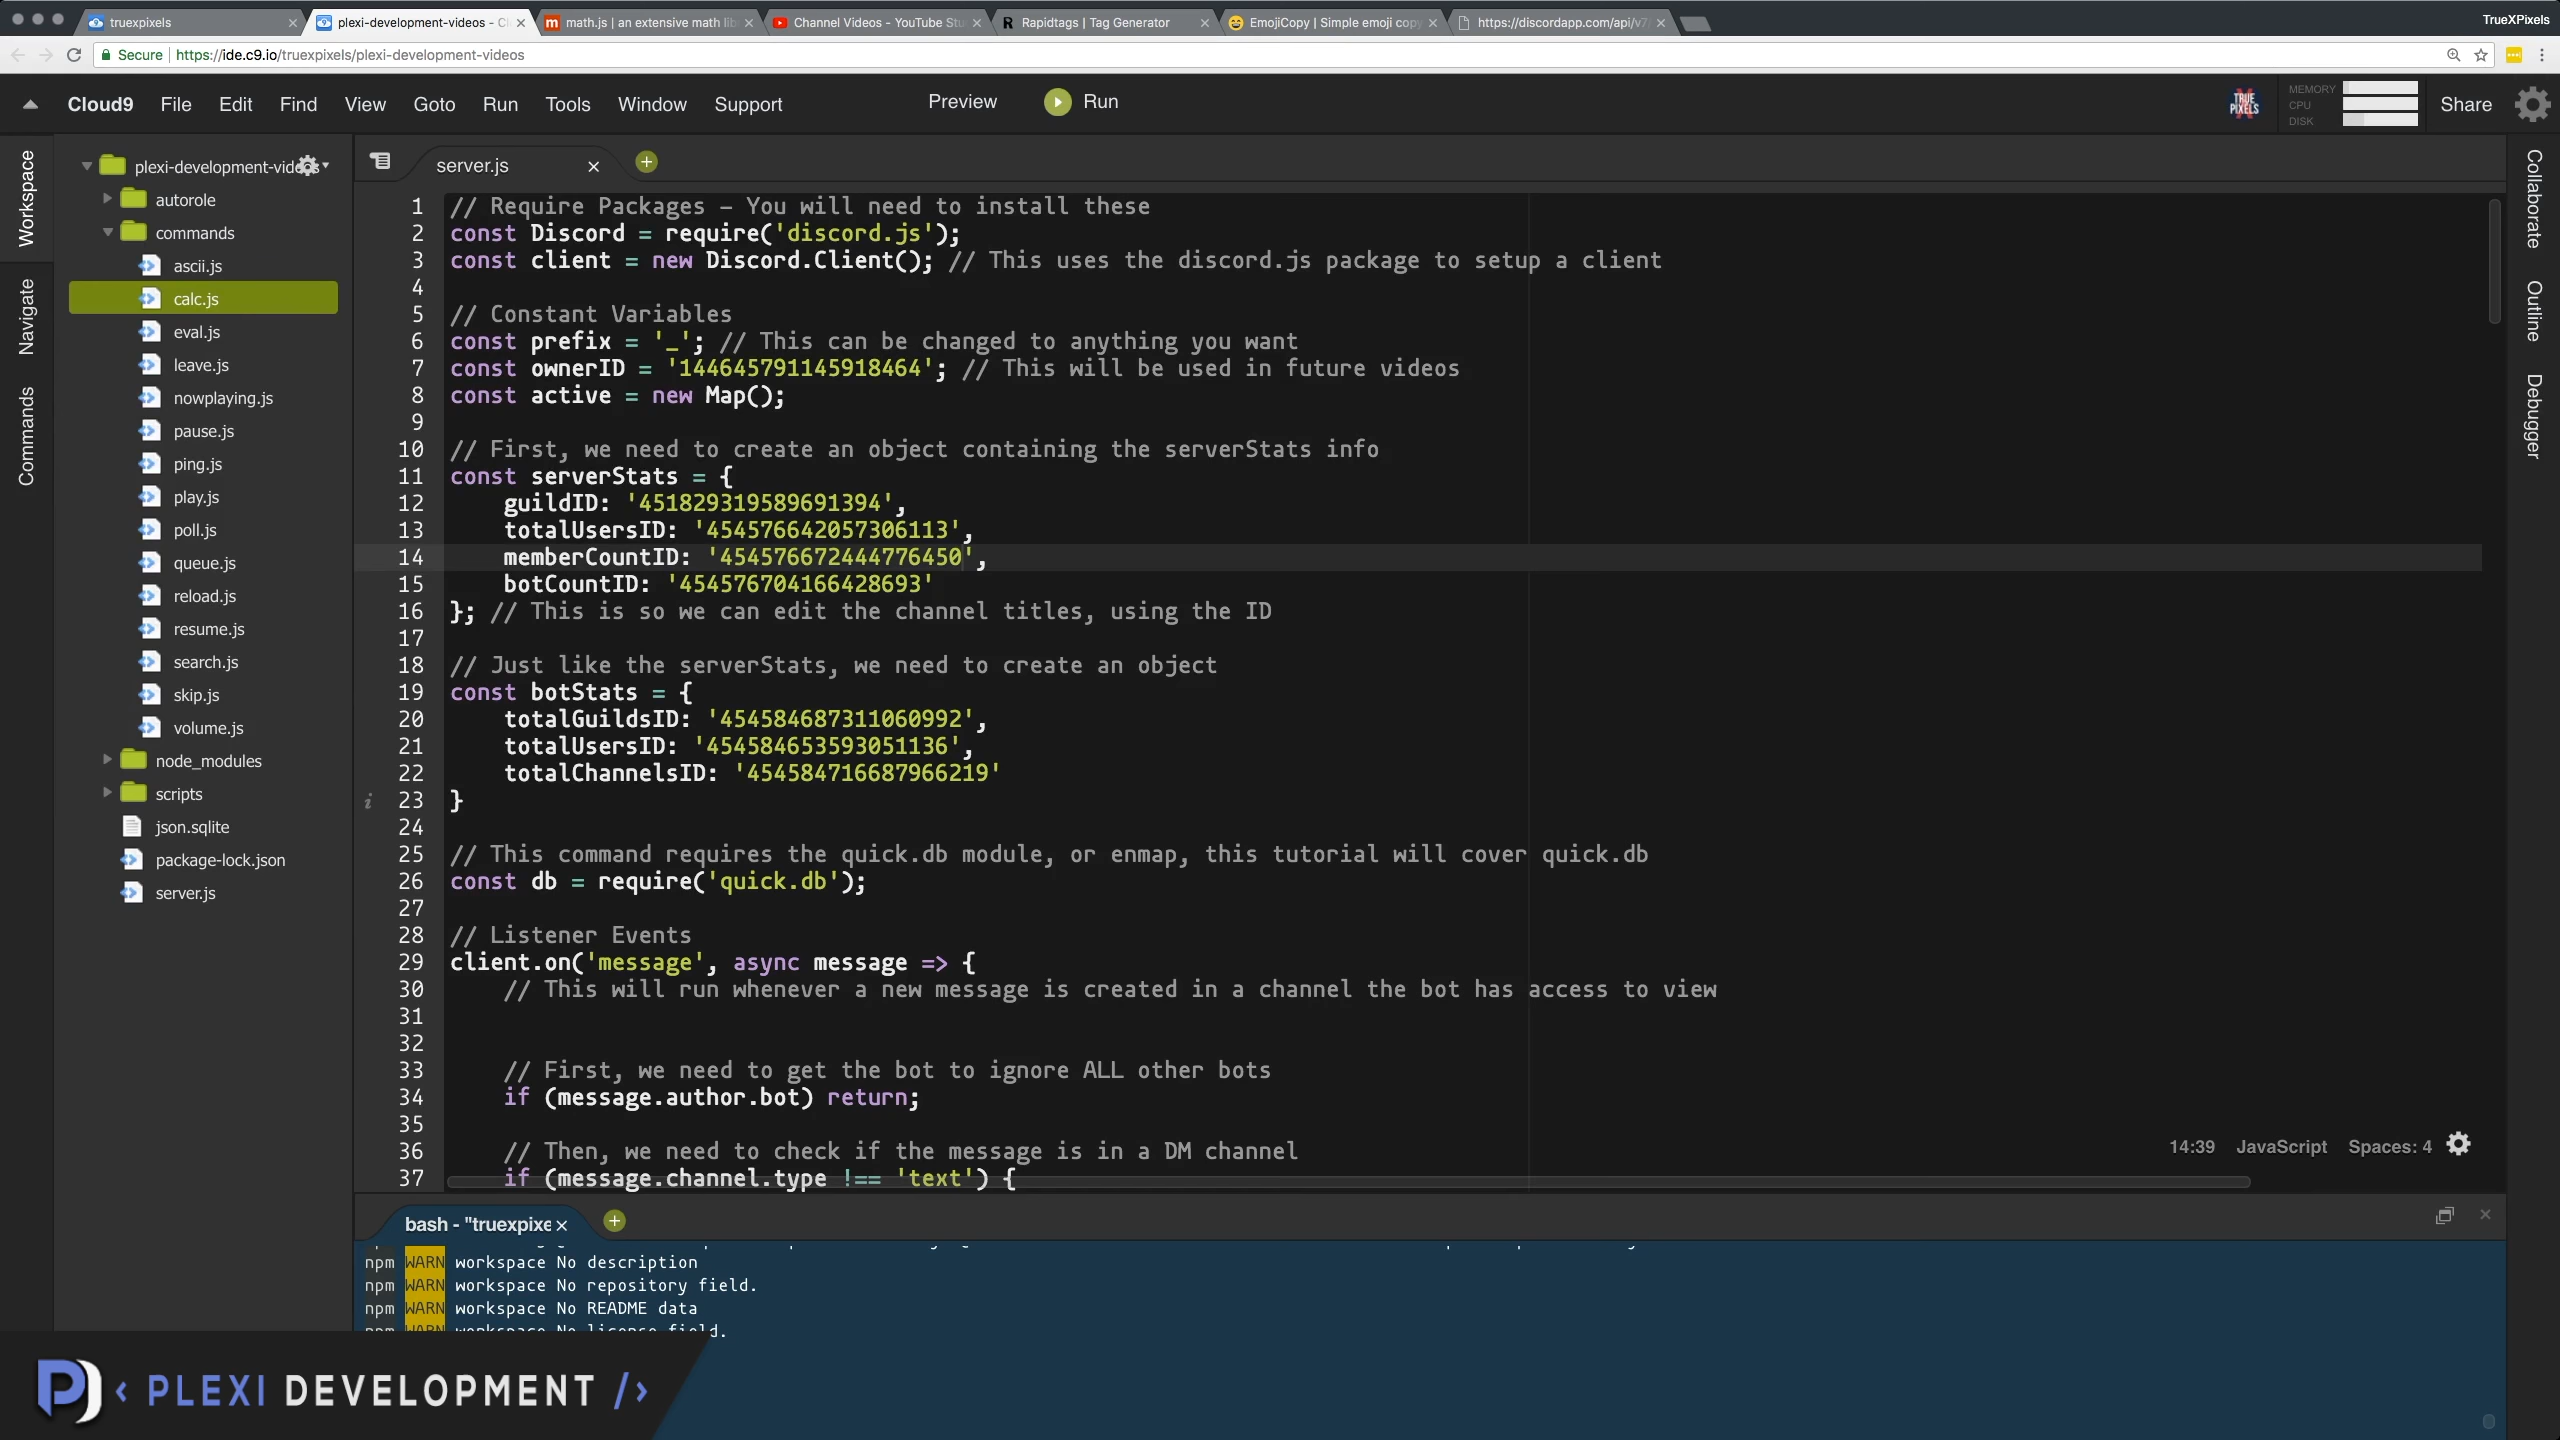 truexpixels
plexi-development-videos - Cl
math.js | an extensive math lib
Channel Videos - YouTube Stu
Rapidtags | Tag Generator
EmojiCopy | Simple emoji copy
https://discordapp.com/api/v7/
TrueXPixels
Secure | https://ide.c9.io/truexpixels/plexi-development-videos
Cloud9 File Edit Find View Goto Run Tools Window Support Preview Run
TRUE PIXELS
MEMORY
CPU
DISK
Share
Workspace
Navigate
Commands
Collaborate
Outline
Debugger
plexi-development-videos
autorole
commands
ascii.js
calc.js
eval.js
leave.js
nowplaying.js
pause.js
ping.js
play.js
poll.js
queue.js
reload.js
resume.js
search.js
skip.js
volume.js
node_modules
scripts
json.sqlite
package-lock.json
server.js
server.js
1 // Require Packages – You will need to install these
2 const Discord = require('discord.js');
3 const client = new Discord.Client(); // This uses the discord.js package to setup a client
4
5 // Constant Variables
6 const prefix = '_'; // This can be changed to anything you want
7 const ownerID = '144645791145918464'; // This will be used in future videos
8 const active = new Map();
9
10 // First, we need to create an object containing the serverStats info
11 const serverStats = {
12 guildID: '451829319589691394',
13 totalUsersID: '454576642057306113',
14 memberCountID: '454576672444776450',
15 botCountID: '454576704166428693'
16 }; // This is so we can edit the channel titles, using the ID
17
18 // Just like the serverStats, we need to create an object
19 const botStats = {
20 totalGuildsID: '454584687311060992',
21 totalUsersID: '454584653593051136',
22 totalChannelsID: '454584716687966219'
23 }
24
25 // This command requires the quick.db module, or enmap, this tutorial will cover quick.db
26 const db = require('quick.db');
27
28 // Listener Events
29 client.on('message', async message => {
30 // This will run whenever a new message is created in a channel the bot has access to view
31
32
33 // First, we need to get the bot to ignore ALL other bots
34 if (message.author.bot) return;
35
36 // Then, we need to check if the message is in a DM channel
37 if (message.channel.type !== 'text') {
14:39 JavaScript Spaces: 4
bash - "truexpixe
npm WARN workspace No description
npm WARN workspace No repository field.
npm WARN workspace No README data
npm WARN workspace No license field.
PD < PLEXI DEVELOPMENT />